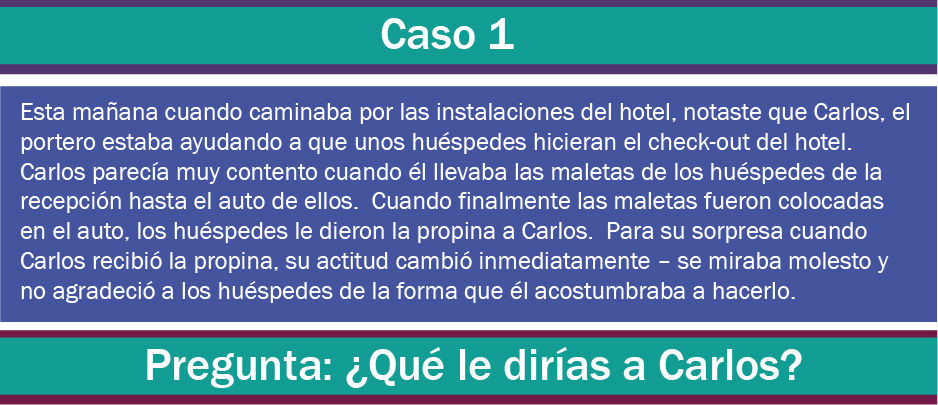 Caso 1
Esta mañana cuando caminaba por las instalaciones del hotel, notaste que Carlos, el
portero estaba ayudando a que unos huéspedes hicieran el check-out del hotel.
Carlos parecía muy contento cuando él llevaba las maletas de los huéspedes de la
recepción hasta el auto de ellos.  Cuando finalmente las maletas fueron colocadas
en el auto, los huéspedes le dieron la propina a Carlos.  Para su sorpresa cuando
Carlos recibió la propina, su actitud cambió inmediatamente – se miraba molesto y
no agradeció a los huéspedes de la forma que él acostumbraba a hacerlo.
Pregunta: ¿Qué le dirías a Carlos?